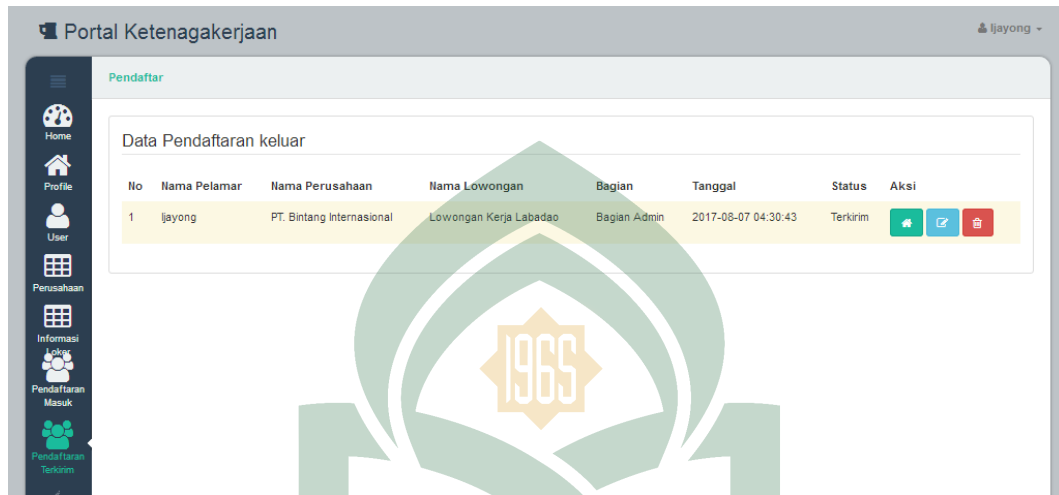 Portal Ketenagakerjaan
Ijayong
Pendaftar
Home
Profile
User
Perusahaan
Informasi
Loker
Pendaftaran
Masuk
Pendaftaran
Terkirim
Data Pendaftaran keluar
No Nama Pelamar Nama Perusahaan Nama Lowongan Bagian Tanggal Status Aksi
1 Ijayong PT. Bintang Internasional Lowongan Kerja Labadao Bagian Admin 2017-08-07 04:30:43 Terkirim
1965